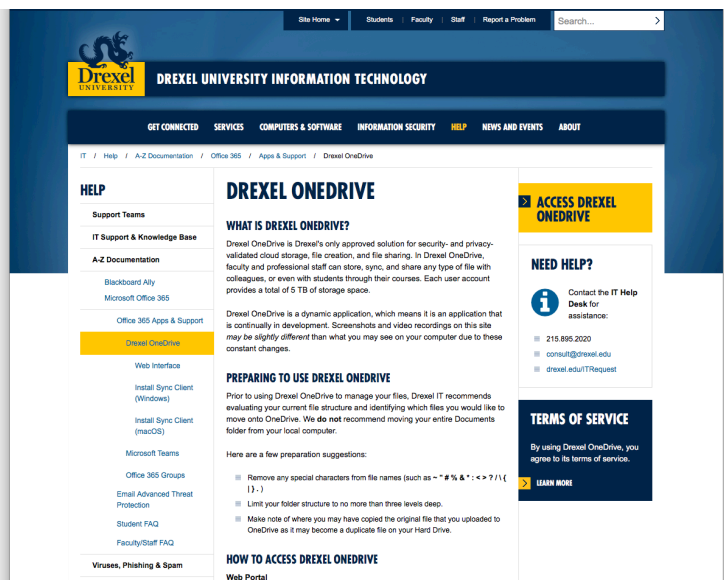 Site Home
Students | Faculty | Staff | Report a Problem
Search...
Drexel
UNIVERSITY
DREXEL UNIVERSITY INFORMATION TECHNOLOGY
GET CONNECTED SERVICES COMPUTERS & SOFTWARE INFORMATION SECURITY HELP NEWS AND EVENTS ABOUT
IT / Help / A-Z Documentation / Office 365 / Apps & Support / Drexel OneDrive
HELP
Support Teams
IT Support & Knowledge Base
A-Z Documentation
Blackboard Ally
Microsoft Office 365
Office 365 Apps & Support
Drexel OneDrive
Web Interface
Install Sync Client
(Windows)
Install Sync Client
(macOS)
Microsoft Teams
Office 365 Groups
Email Advanced Threat
Protection
Student FAQ
Faculty/Staff FAQ
Viruses, Phishing & Spam
DREXEL ONEDRIVE
WHAT IS DREXEL ONEDRIVE?
Drexel OneDrive is Drexel's only approved solution for security- and privacy-
validated cloud storage, file creation, and file sharing. In Drexel OneDrive,
faculty and professional staff can store, sync, and share any type of file with
colleagues, or even with students through their courses. Each user account
provides a total of 5 TB of storage space.
Drexel OneDrive is a dynamic application, which means it is an application that
is continually in development. Screenshots and video recordings on this site
may be slightly different than what you may see on your computer due to these
constant changes.
PREPARING TO USE DREXEL ONEDRIVE
Prior to using Drexel OneDrive to manage your files, Drexel IT recommends
evaluating your current file structure and identifying which files you would like to
move onto OneDrive. We do not recommend moving your entire Documents
folder from your local computer.
Here are a few preparation suggestions:
Remove any special characters from file names (such as ~ " # % & * : < > ? / \ {
| } . )
Limit your folder structure to no more than three levels deep.
Make note of where you may have copied the original file that you uploaded to
OneDrive as it may become a duplicate file on your Hard Drive.
HOW TO ACCESS DREXEL ONEDRIVE
Web Portal
ACCESS DREXEL
ONEDRIVE
NEED HELP?
Contact the IT Help
Desk for
assistance:
215.895.2020
consult@drexel.edu
drexel.edu/ITRequest
TERMS OF SERVICE
By using Drexel OneDrive, you
agree to its terms of service.
LEARN MORE